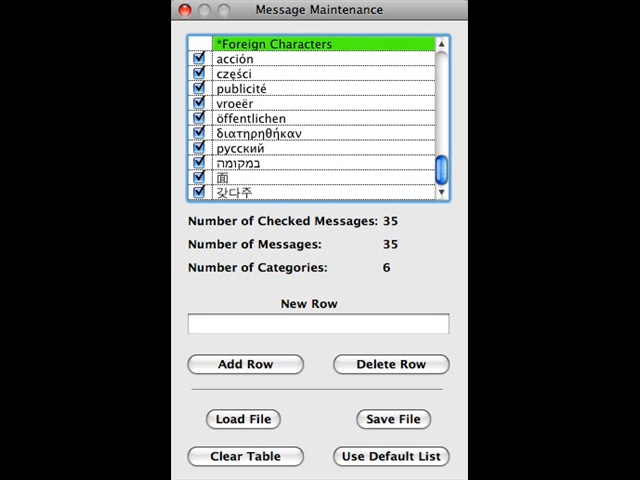 Message Maintenance
*Foreign Characters
acción
części
publicité
vroeër
öffentlichen
διατηρηθήκαν
русский
במקומה
面
갖다주
Number of Checked Messages: 35
Number of Messages: 35
Number of Categories: 6
New Row
Add Row Delete Row
Load File Save File
Clear Table Use Default List